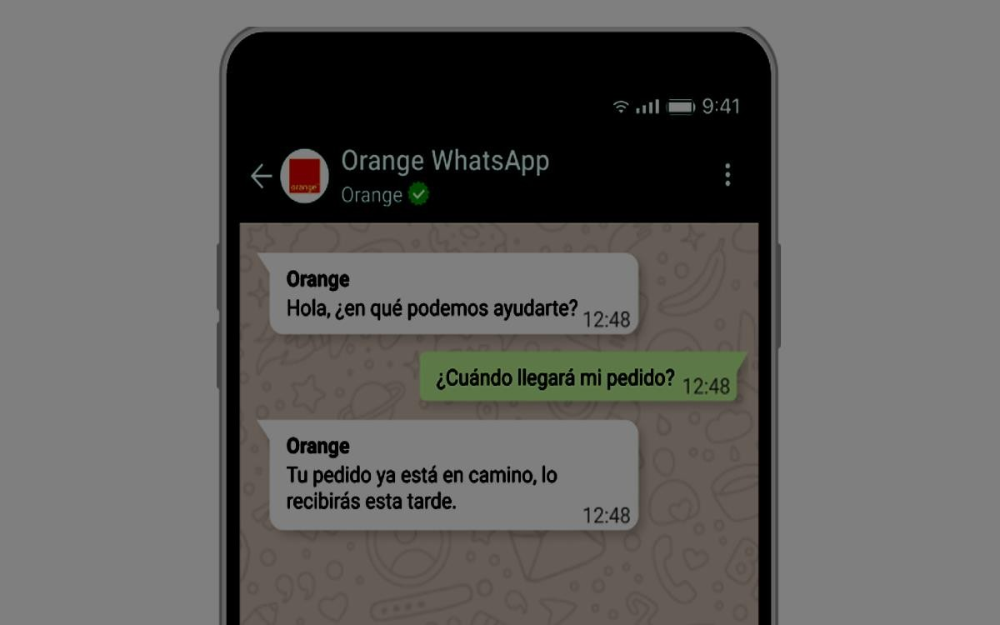 9:41
Orange WhatsApp
orange
Orange
Orange
Hola, ¿en qué podemos ayudarte? 12:48
¿Cuándo llegará mi pedido? 12:48
Orange
Tu pedido ya está en camino, lo
recibirás esta tarde.
12:48